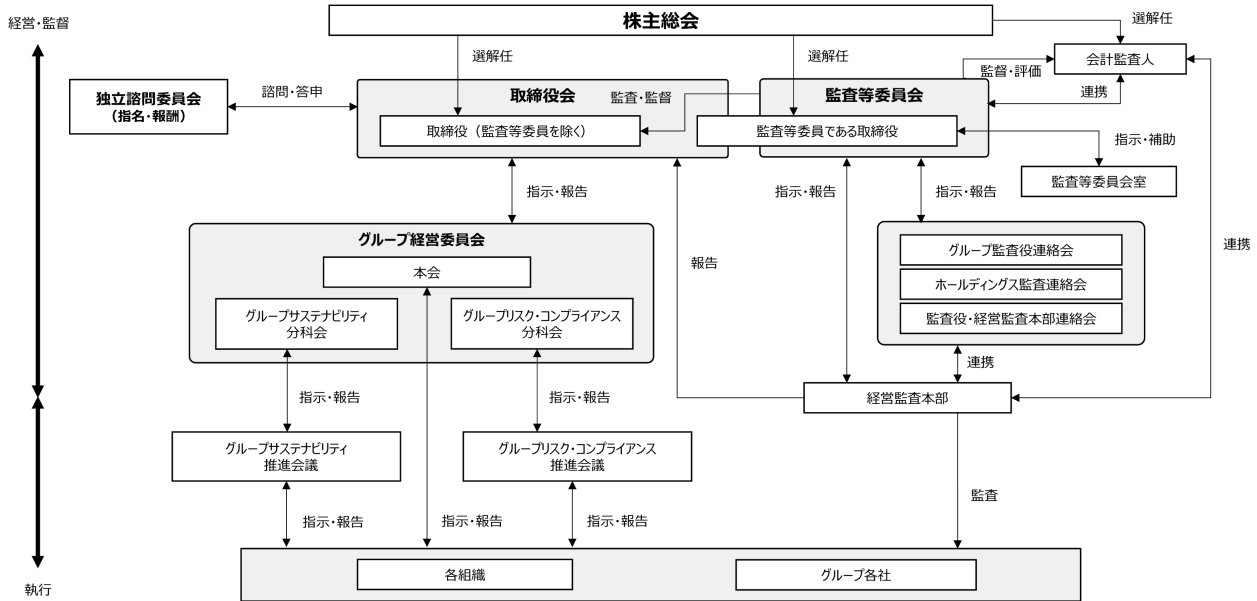 経営・監督
株主総会
選解任
選解任
選解任
会計監査人
監督・評価
連携
独立諮問委員会
（指名・報酬）
諮問・答申
取締役会
監査・監督
監査等委員会
取締役（監査等委員を除く）
監査等委員である取締役
指示・補助
監査等委員会室
指示・報告
指示・報告
指示・報告
グループ経営委員会
本会
グループサステナビリティ
分科会
グループリスク・コンプライアンス
分科会
報告
グループ監査役連絡会
ホールディングス監査連絡会
監査役・経営監査本部連絡会
連携
連携
経営監査本部
指示・報告
指示・報告
グループサステナビリティ
推進会議
グループリスク・コンプライアンス
推進会議
監査
指示・報告
指示・報告
指示・報告
各組織
グループ各社
執行